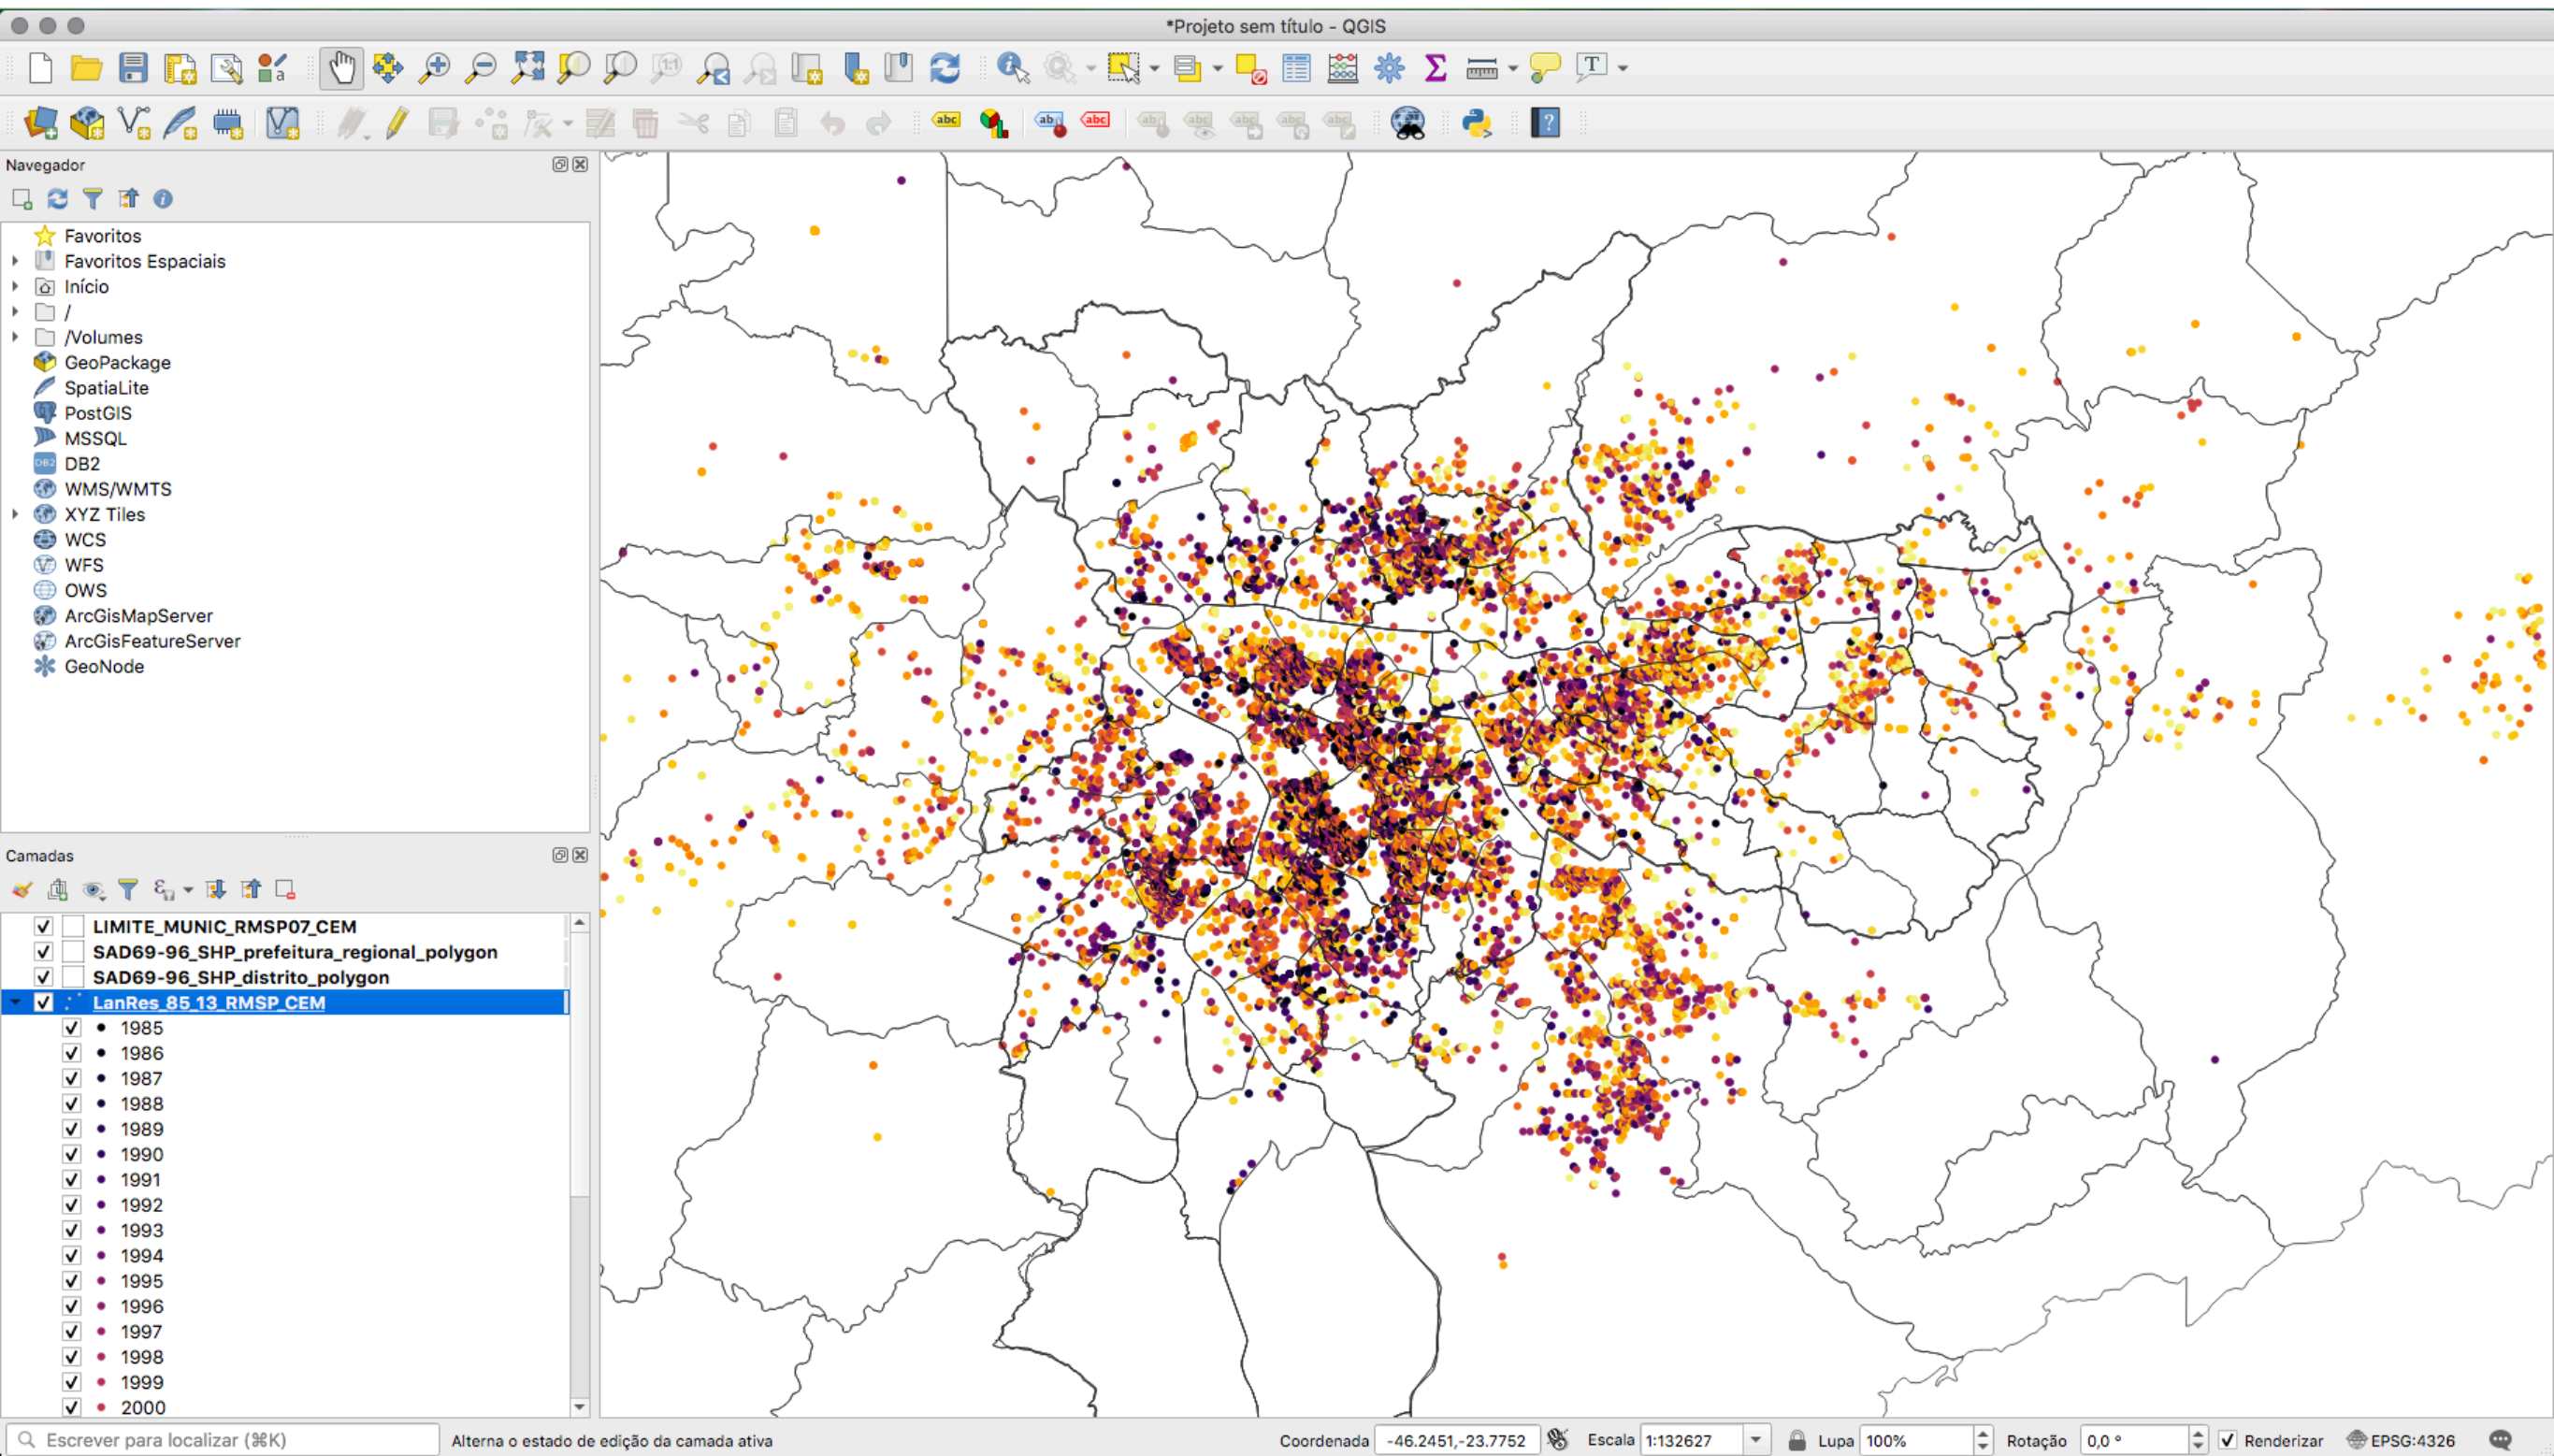 *Projeto sem título - QGIS
Navegador
Favoritos
Favoritos Espaciais
Início
/
/Volumes
GeoPackage
SpatiaLite
PostGIS
MSSQL
DB2
WMS/WMTS
XYZ Tiles
WCS
WFS
OWS
ArcGisMapServer
ArcGisFeatureServer
GeoNode
Camadas
LIMITE_MUNIC_RMSP07_CEM
SAD69-96_SHP_prefeitura_regional_polygon
SAD69-96_SHP_distrito_polygon
LanRes_85_13_RMSP_CEM
1985
1986
1987
1988
1989
1990
1991
1992
1993
1994
1995
1996
1997
1998
1999
2000
Escrever para localizar (⌘K) Alterna o estado de edição da camada ativa Coordenada -46.2451,-23.7752 Escala 1:132627 Lupa 100% Rotação 0,0 ° Renderizar EPSG:4326